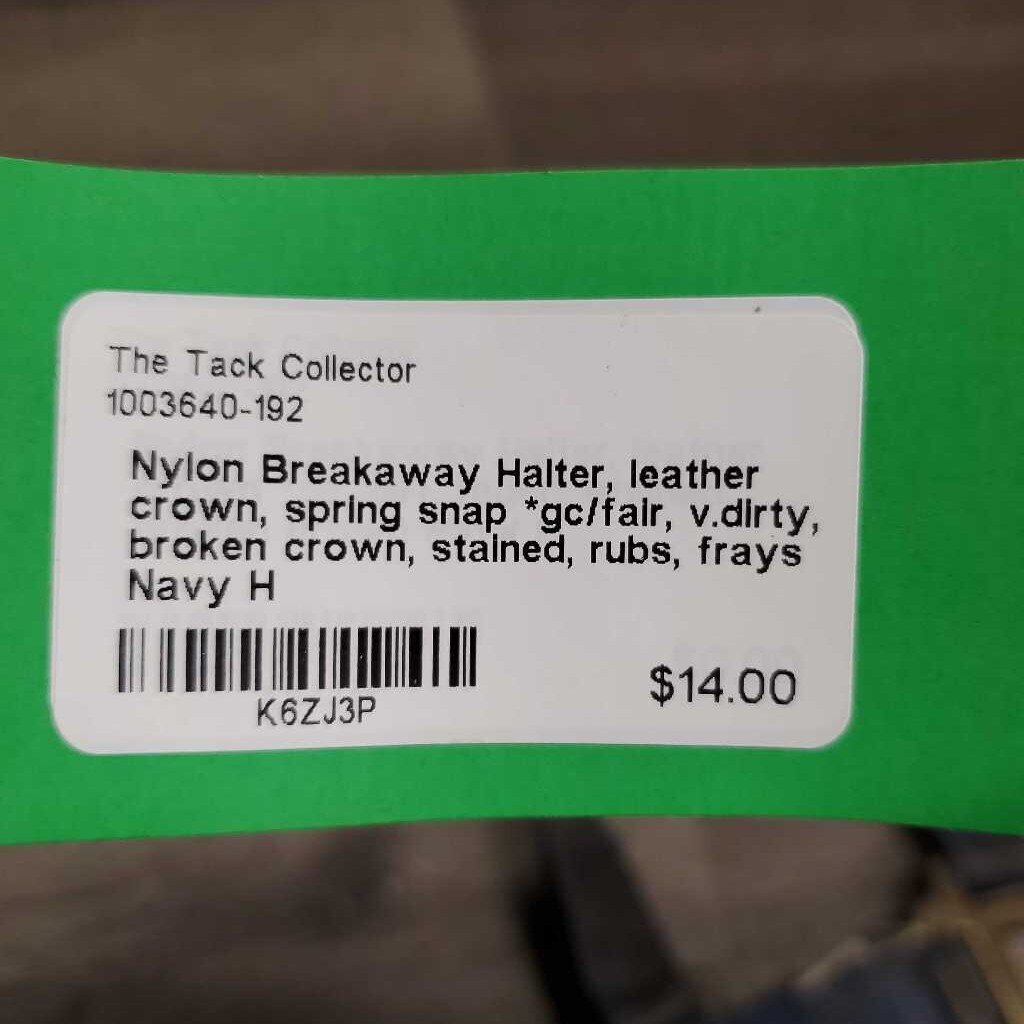 The Tack Collector
1003640-192
Nylon Breakaway Halter, leather
crown, spring snap *gc/fair, v.dirty,
broken crown, stained, rubs, frays
Navy H
K6ZJ3P
$14.00